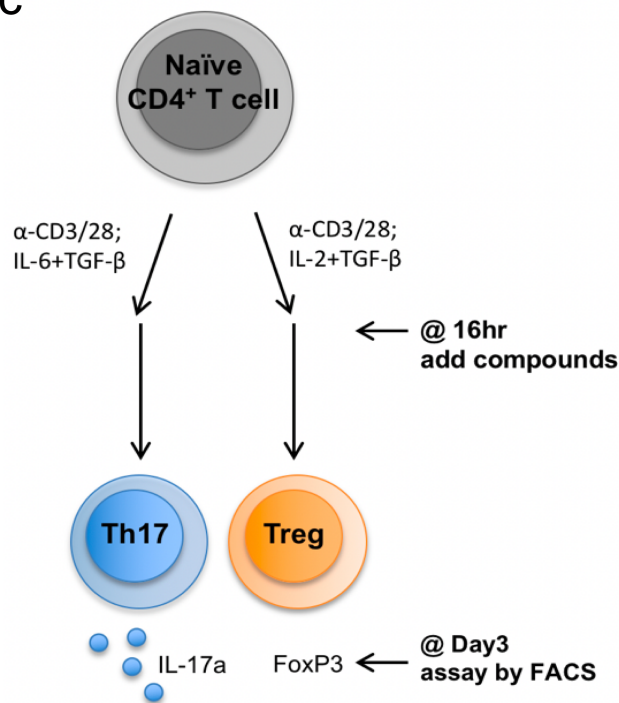 C
Naïve
CD4⁺ T cell
α-CD3/28;
IL-6+TGF-β
α-CD3/28;
IL-2+TGF-β
@ 16hr
add compounds
Th17
Treg
IL-17a
FoxP3
@ Day3
assay by FACS